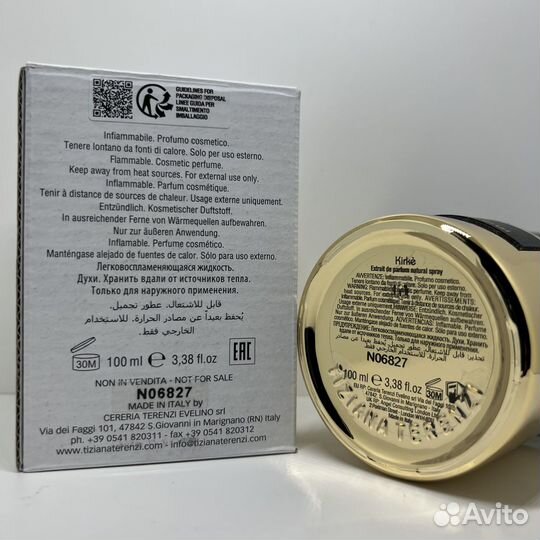 GUIDELINES FOR
PACKAGING DISPOSAL
LINEE GUIDA PER
SMALTIMENTO
IMBALLAGGIO
Infiammabile. Profumo cosmetico.
Tenere lontano da fonti di calore. Solo per uso esterno.
Flammable. Cosmetic perfume.
Keep away from heat sources. For external use only.
Inflammable. Parfum cosmétique.
Tenir à distance de sources de chaleur. Usage externe uniquement.
Entzündlich. Kosmetischer Duftstoff.
In ausreichender Ferne von Wärmequellen aufbewahren.
Nur zur äußeren Anwendung.
Inflamable. Perfume cosmético.
Manténgase alejado de fuentes de calor. Sólo para uso externo.
Легковоспламеняющаяся жидкость.
Духи. Хранить вдали от источников тепла.
Только для наружного применения.
قابل للاشتعال. عطور تجميل.
يُحفظ بعيداً عن مصادر الحرارة. للاستخدام
الخارجي فقط.
30M 100 ml e 3,38 fl.oz EAC
NON IN VENDITA - NOT FOR SALE
N06827
MADE IN ITALY by
CERERIA TERENZI EVELINO srl
Via dei Faggi 101, 47842 S.Giovanni in Marignano (RN) Italy
ph +39 0541 820311 - fax +39 0541 820312
www.tizianaterenzi.com - info@tizianaterenzi.com
Kirkè
Extrait de parfum natural spray
N06827
100 ml e 3,38 fl.oz 30M
TIZIANA TERENZI
Avito